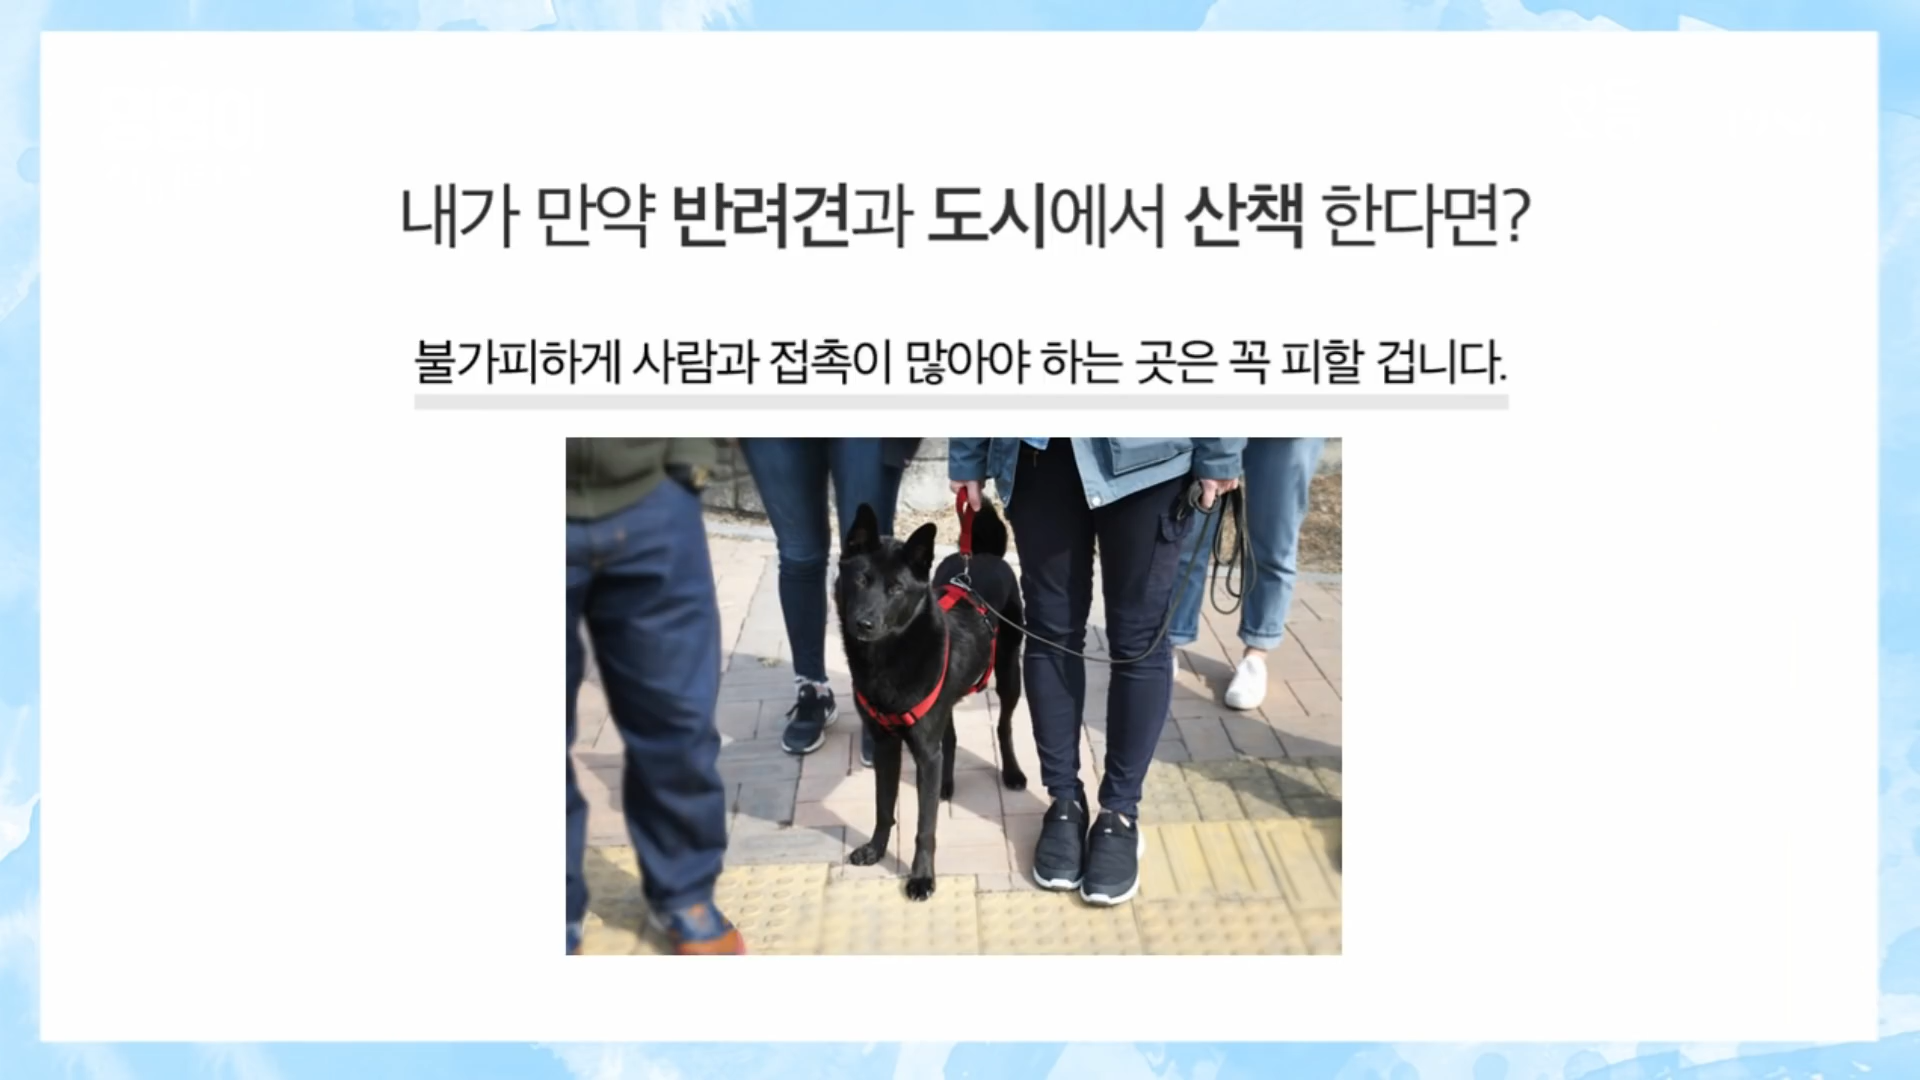 내가 만약 반려견과 도시에서 산책 한다면?
불가피하게 사람과 접촉이 많아야 하는 곳은 꼭 피할 겁니다.